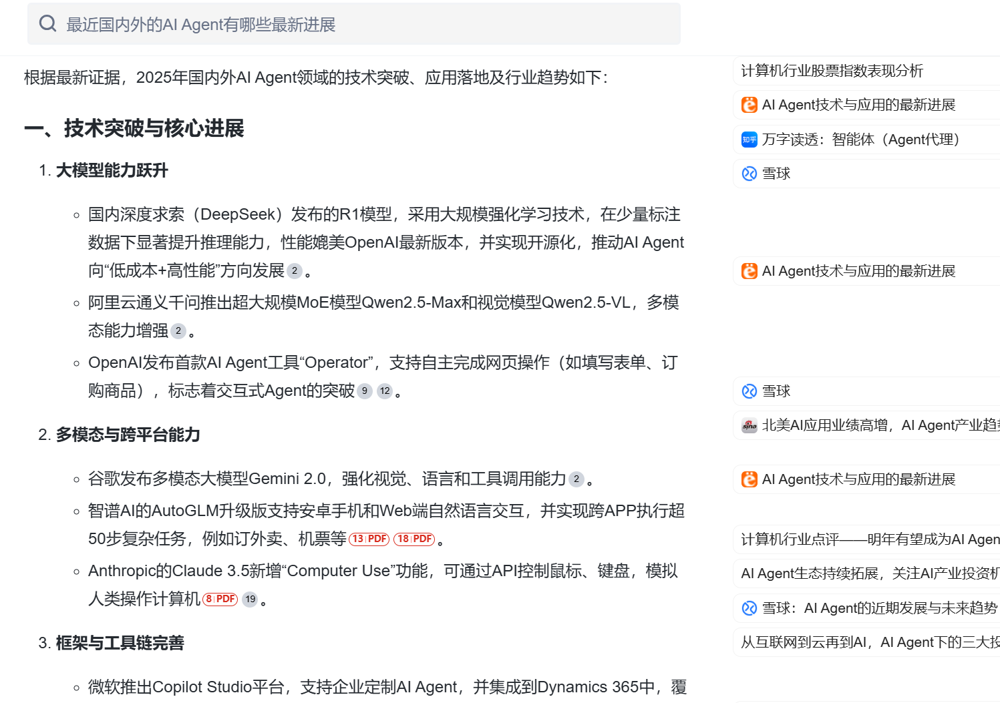 最近国内外的AI Agent有哪些最新进展
根据最新证据，2025年国内外AI Agent领域的技术突破、应用落地及行业趋势如下：
一、技术突破与核心进展
1. 大模型能力跃升
国内深度求索（DeepSeek）发布的R1模型，采用大规模强化学习技术，在少量标注
数据下显著提升推理能力，性能媲美OpenAI最新版本，并实现开源化，推动AI Agent
向“低成本+高性能”方向发展 2 。
阿里云通义千问推出超大规模MoE模型Qwen2.5-Max和视觉模型Qwen2.5-VL，多模
态能力增强 2 。
OpenAI发布首款AI Agent工具“Operator”，支持自主完成网页操作（如填写表单、订
购商品），标志着交互式Agent的突破 9 12 。
2. 多模态与跨平台能力
谷歌发布多模态大模型Gemini 2.0，强化视觉、语言和工具调用能力 2 。
智谱AI的AutoGLM升级版支持安卓手机和Web端自然语言交互，并实现跨APP执行超
50步复杂任务，例如订外卖、机票等 13 | PDF 18 | PDF 。
Anthropic的Claude 3.5新增“Computer Use”功能，可通过API控制鼠标、键盘，模拟
人类操作计算机 8 | PDF 19 。
3. 框架与工具链完善
微软推出Copilot Studio平台，支持企业定制AI Agent，并集成到Dynamics 365中，覆
计算机行业股票指数表现分析
AI Agent技术与应用的最新进展
知乎 万字读透：智能体（Agent代理）
雪球
AI Agent技术与应用的最新进展
雪球
sina 北美AI应用业绩高增，AI Agent产业趋势
AI Agent技术与应用的最新进展
计算机行业点评——明年有望成为AI Agen
AI Agent生态持续拓展，关注AI产业投资机
雪球：AI Agent的近期发展与未来趋势
从互联网到云再到AI，AI Agent下的三大投